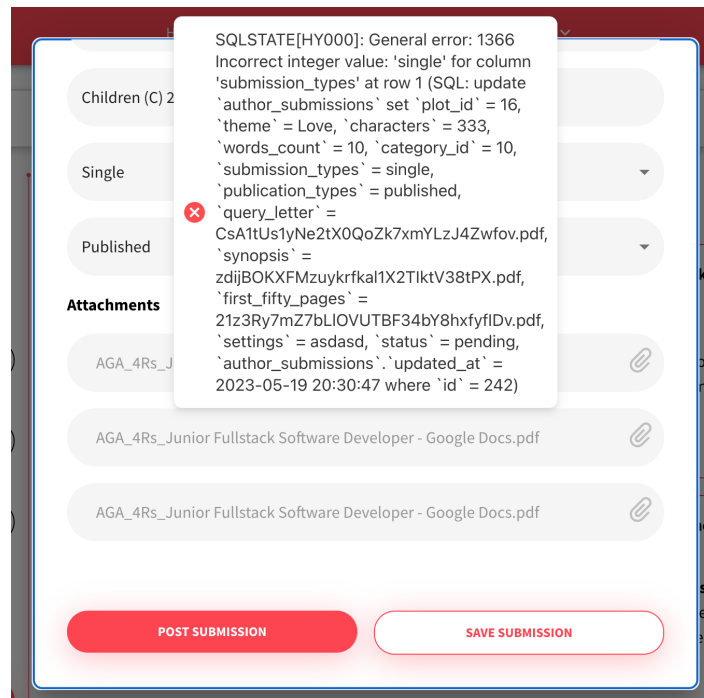 SQLSTATE[HY000]: General error: 1366
Incorrect integer value: 'single' for column
'submission_types' at row 1 (SQL: update
`author_submissions` set `plot_id` = 16,
`theme` = Love, `characters` = 333,
`words_count` = 10, `category_id` = 10,
`submission_types` = single,
`publication_types` = published,
`query_letter` =
CsA1tUs1yNe2tX0QoZk7xmYLzJ4Zwfov.pdf,
`synopsis` =
zdijBOKXFMzuykrfkal1X2TlktV38tPX.pdf,
`first_fifty_pages` =
21z3Ry7mZ7bLlOVUTBF34bY8hxfyflDv.pdf,
`settings` = asdasd, `status` = pending,
`author_submissions`.`updated_at` =
2023-05-19 20:30:47 where `id` = 242)
Children (C) 2
Single
Published
Attachments
AGA_4Rs_J
AGA_4Rs_Junior Fullstack Software Developer - Google Docs.pdf
AGA_4Rs_Junior Fullstack Software Developer - Google Docs.pdf
POST SUBMISSION
SAVE SUBMISSION